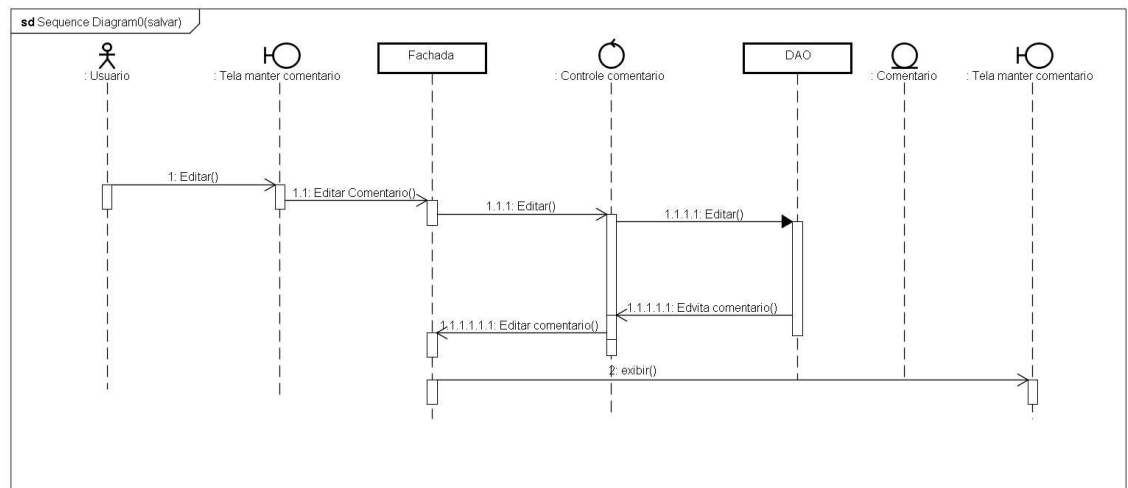 sd Sequence Diagram0(salvar)
: Usuario
: Tela manter comentario
Fachada
: Controle comentario
DAO
: Comentario
: Tela manter comentario
1: Editar()
1.1: Editar Comentario()
1.1.1: Editar()
1.1.1.1: Editar()
1.1.1.1.1: Edvita comentario()
1.1.1.1.1.1: Editar comentario()
2: exibir()